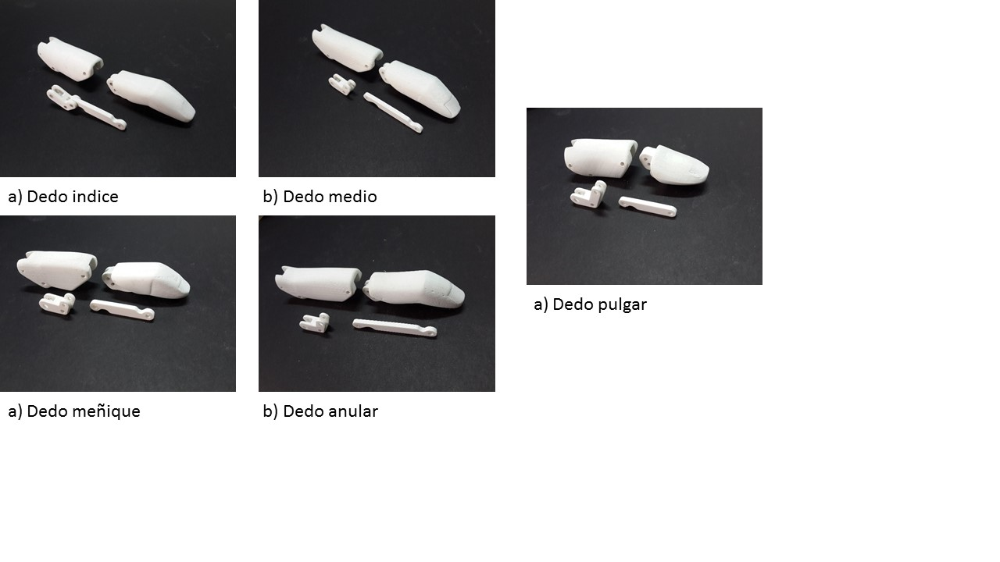 a) Dedo indice
b) Dedo medio
a) Dedo pulgar
a) Dedo meñique
b) Dedo anular